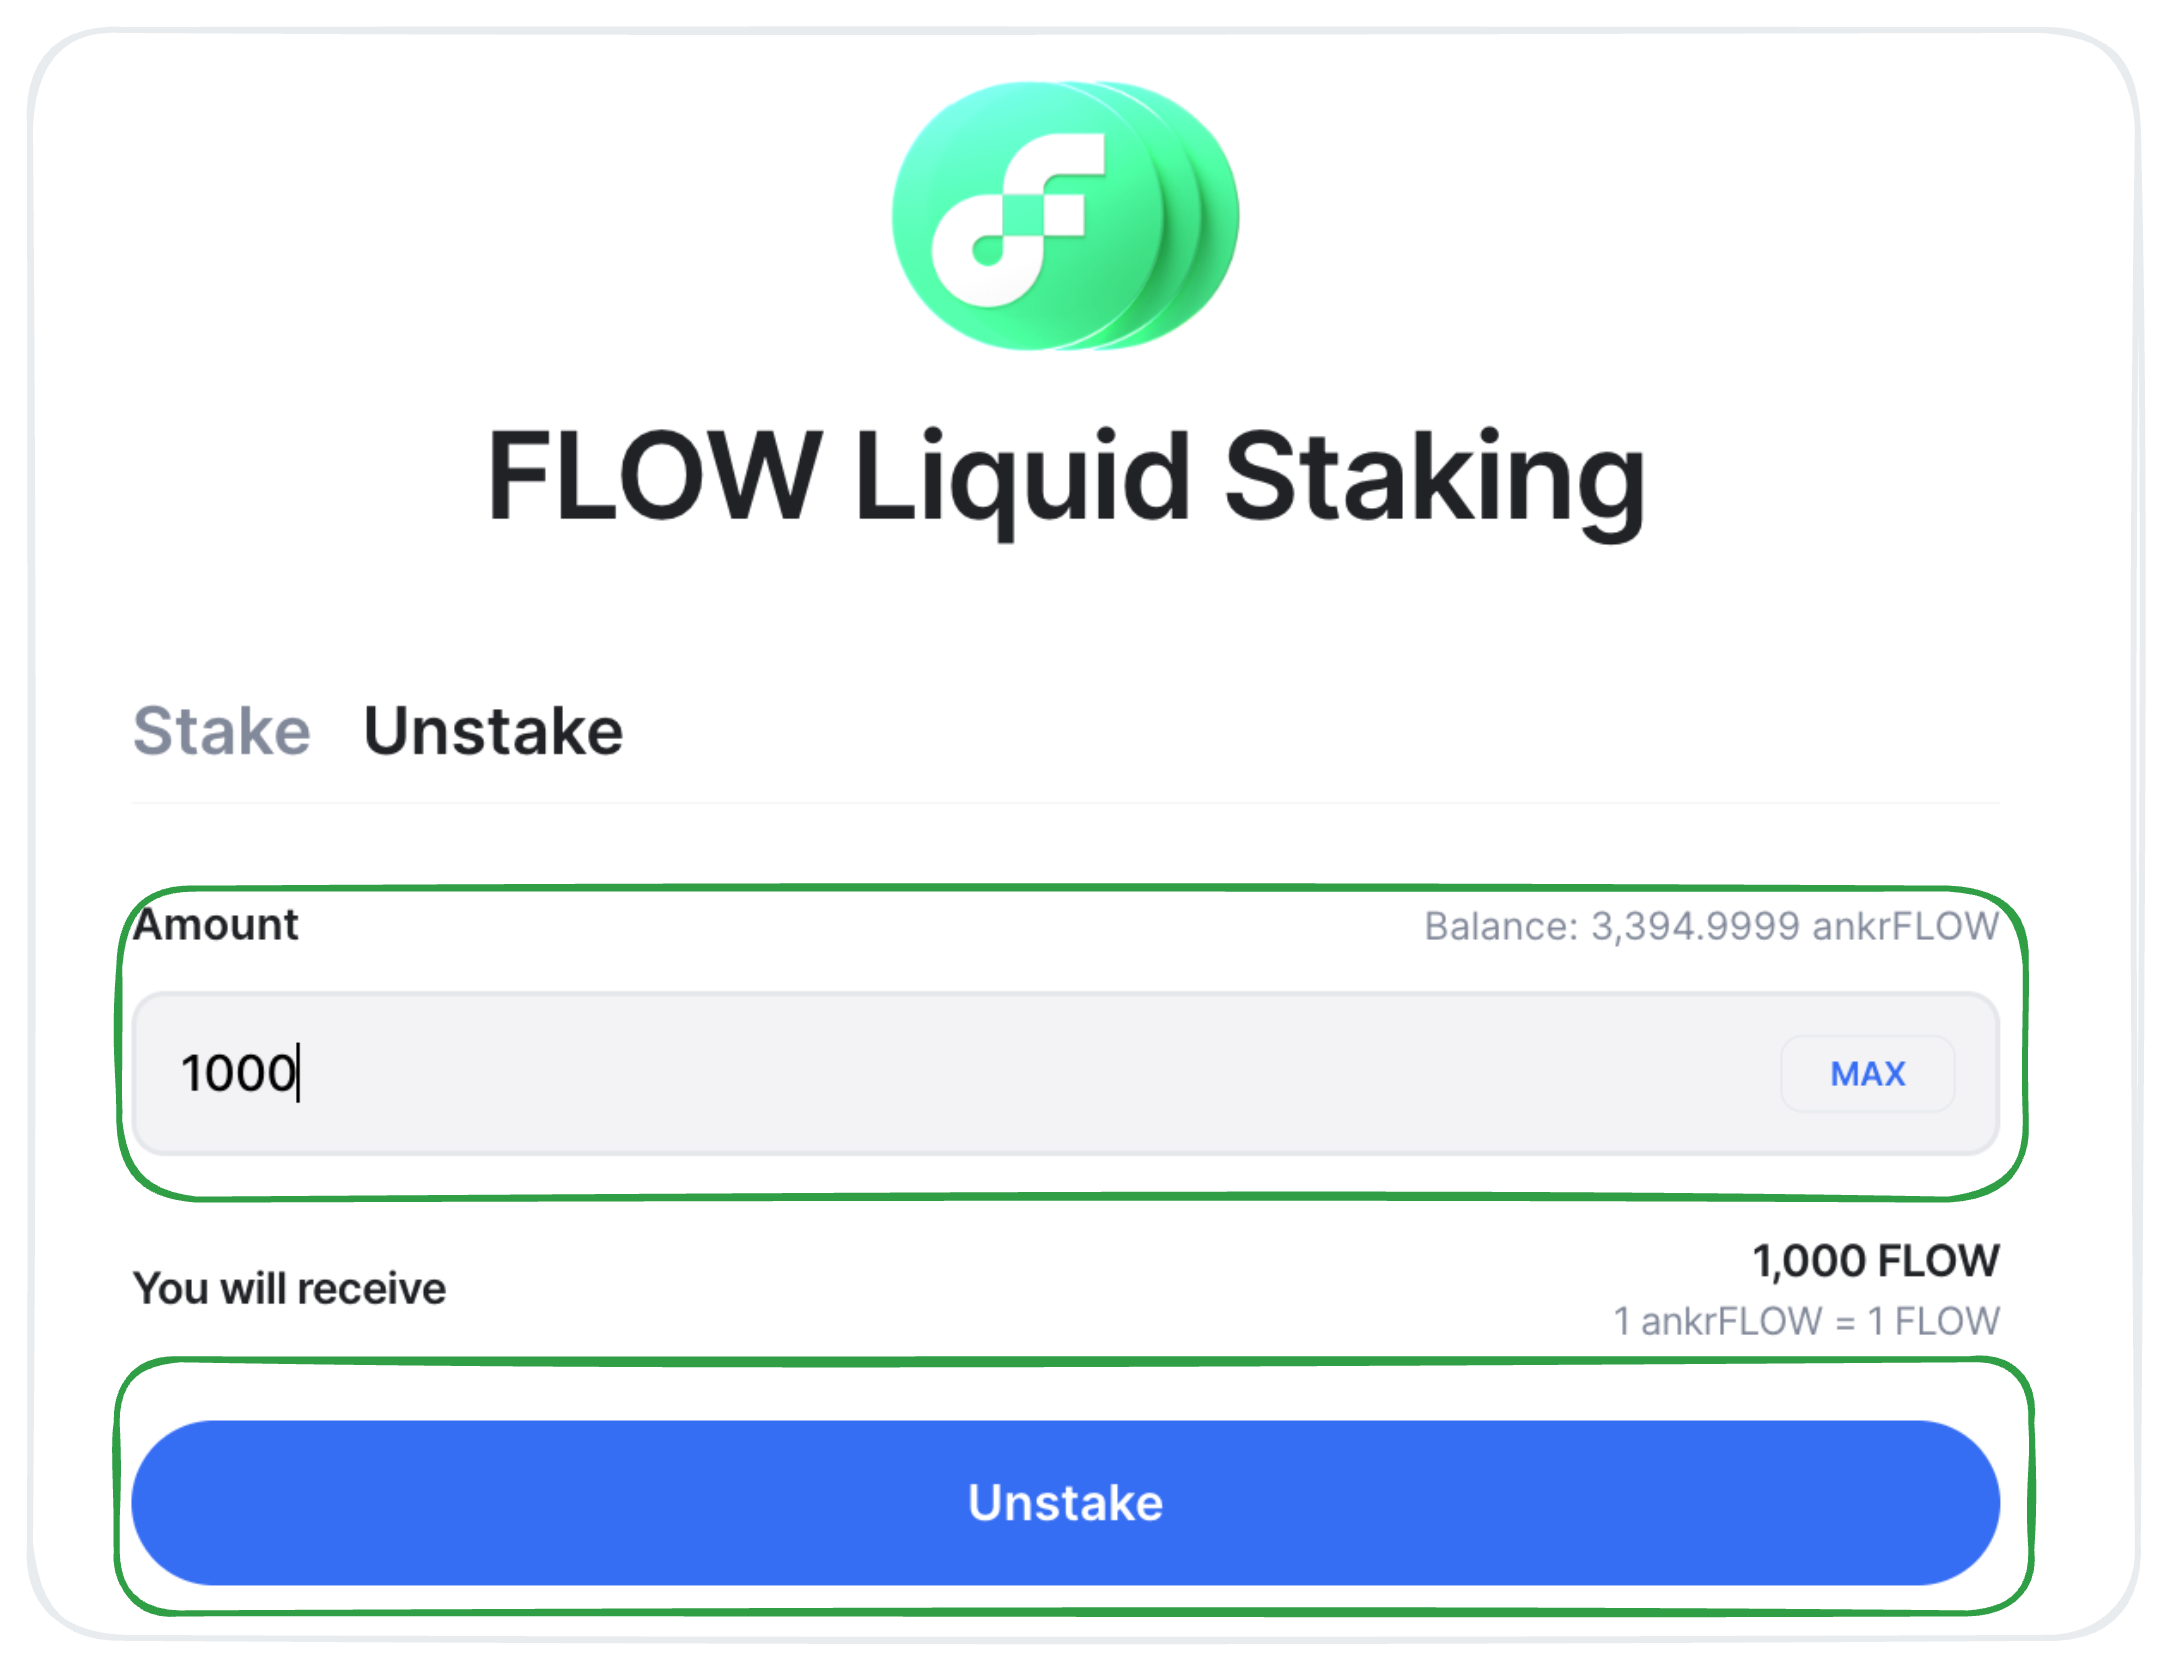 FLOW Liquid Staking
Stake Unstake
Amount Balance: 3,394.9999 ankrFLOW
1000 MAX
1,000 FLOW
You will receive
1 ankrFLOW = 1 FLOW
Unstake